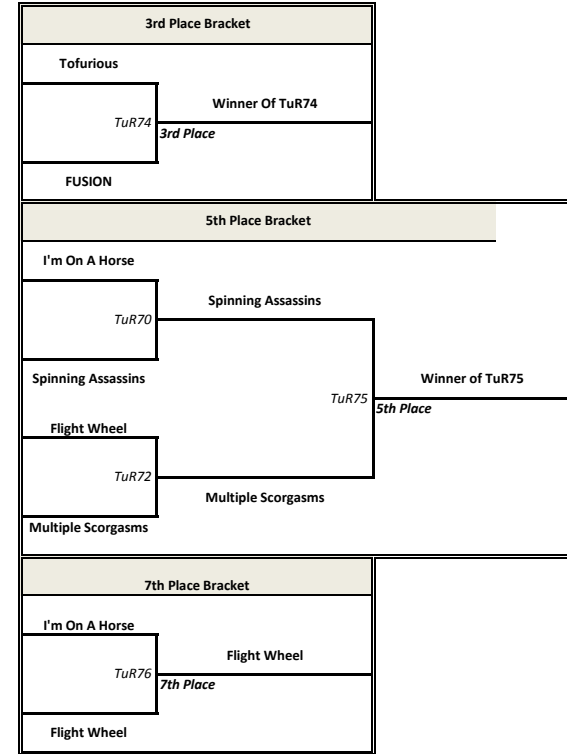 3rd Place Bracket
Tofurious
Winner Of TuR74
TuR74
3rd Place
FUSION
5th Place Bracket
I'm On A Horse
Spinning Assassins
TuR70
Spinning Assassins
Winner of TuR75
TuR75
5th Place
Flight Wheel
TuR72
Multiple Scorgasms
Multiple Scorgasms
7th Place Bracket
I'm On A Horse
Flight Wheel
TuR76
7th Place
Flight Wheel